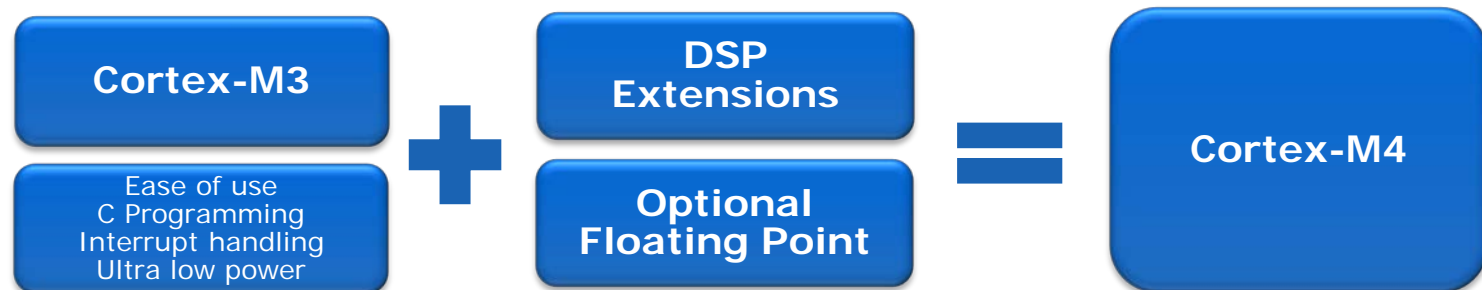 Cortex-M3
Ease of use
C Programming
Interrupt handling
Ultra low power
DSP
Extensions
Optional
Floating Point
Cortex-M4